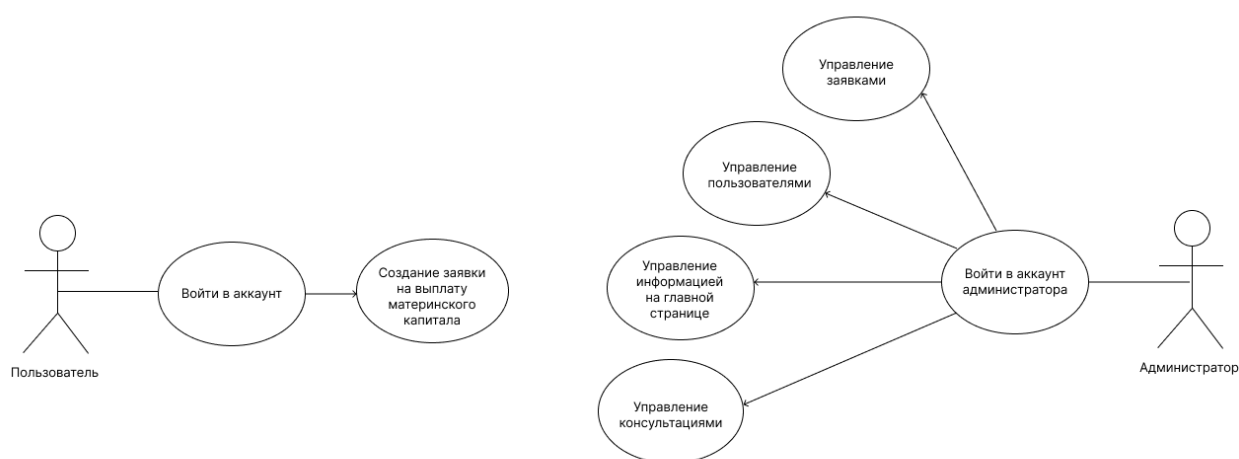 Управление
заявками
Управление
пользователями
Войти в аккаунт
Создание заявки
на выплату
материнского
капитала
Управление
информацией
на главной
странице
Войти в аккаунт
администратора
Пользователь
Администратор
Управление
консультациями